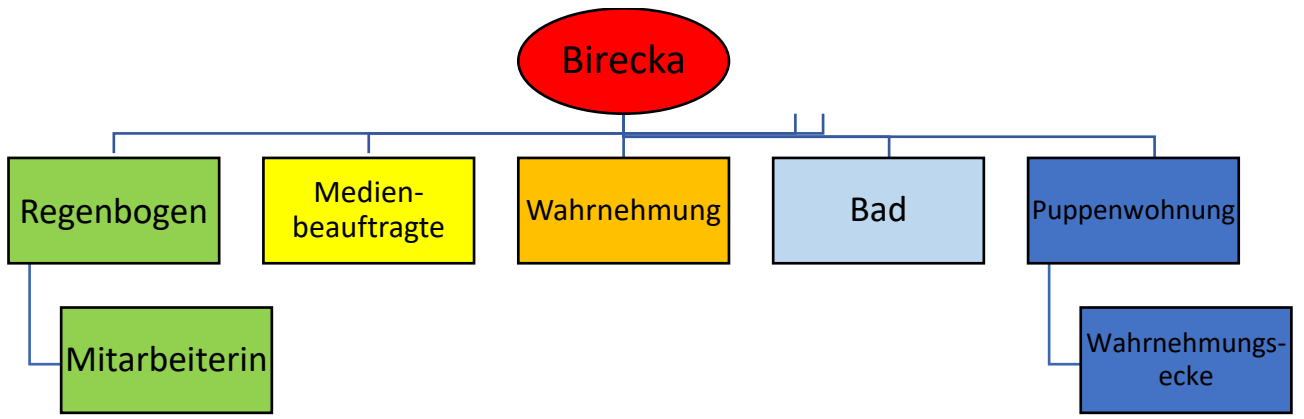 Birecka
Regenbogen
Medien-
beauftragte
Wahrnehmung
Bad
Puppenwohnung
Mitarbeiterin
Wahrnehmungs-
ecke